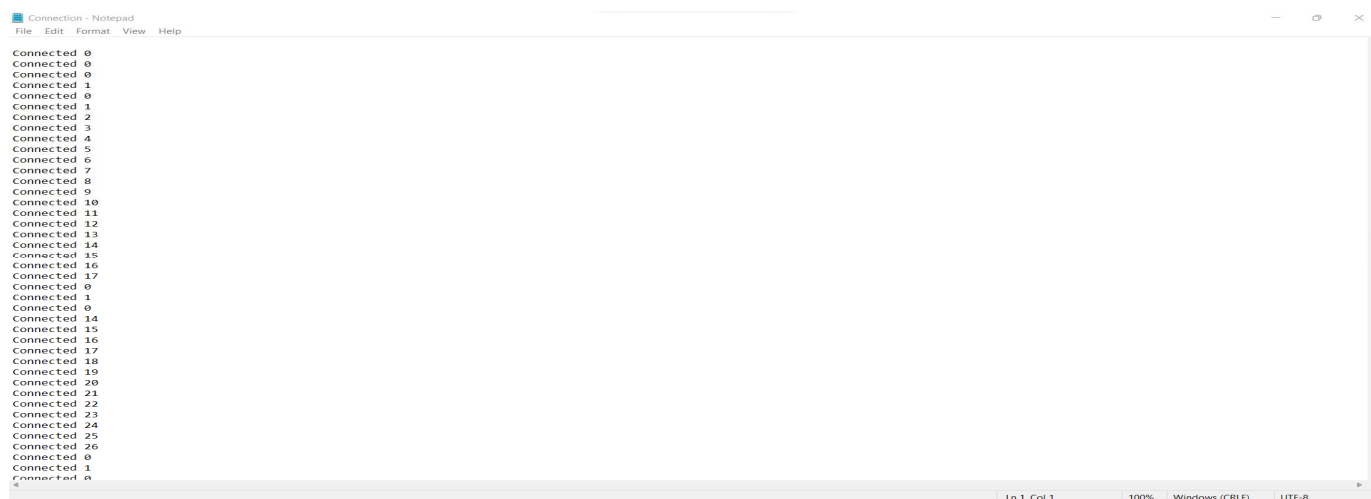 Connection - Notepad
File Edit Format View Help
Connected 0
Connected 0
Connected 0
Connected 1
Connected 0
Connected 1
Connected 2
Connected 3
Connected 4
Connected 5
Connected 6
Connected 7
Connected 8
Connected 9
Connected 10
Connected 11
Connected 12
Connected 13
Connected 14
Connected 15
Connected 16
Connected 17
Connected 0
Connected 1
Connected 0
Connected 14
Connected 15
Connected 16
Connected 17
Connected 18
Connected 19
Connected 20
Connected 21
Connected 22
Connected 23
Connected 24
Connected 25
Connected 26
Connected 0
Connected 1
Connected 0
Ln 1, Col 1 100% Windows (CRLF) UTF-8